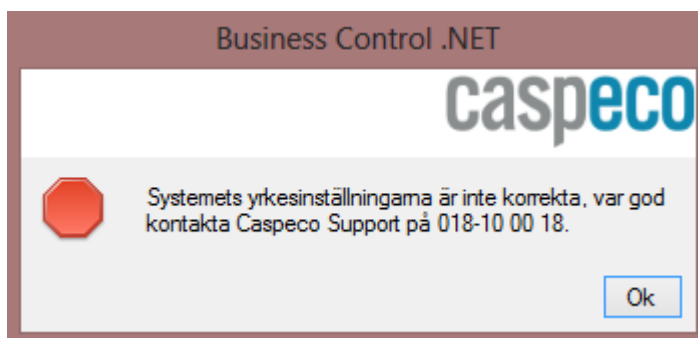 Business Control .NET
caspeco
Systemets yrkesinställningarna är inte korrekta, var god
kontakta Caspeco Support på 018-10 00 18.
Ok